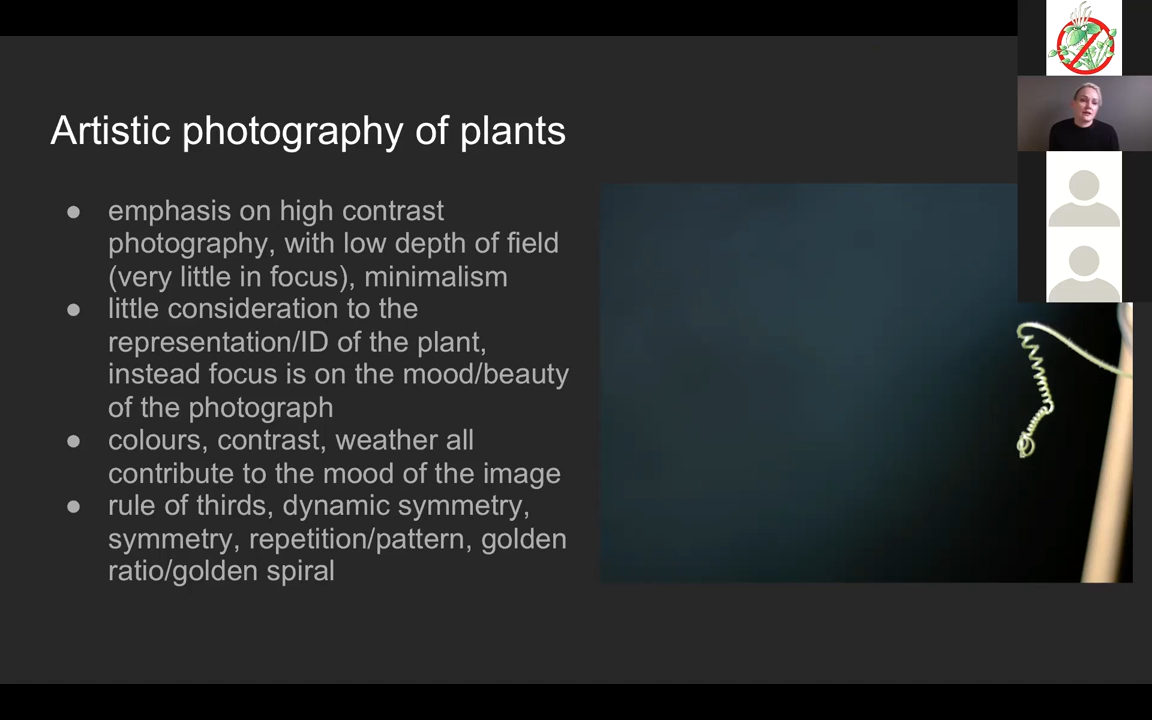 Artistic photography of plants
● emphasis on high contrast
photography, with low depth of field
(very little in focus), minimalism
● little consideration to the
representation/ID of the plant,
instead focus is on the mood/beauty
of the photograph
● colours, contrast, weather all
contribute to the mood of the image
● rule of thirds, dynamic symmetry,
symmetry, repetition/pattern, golden
ratio/golden spiral